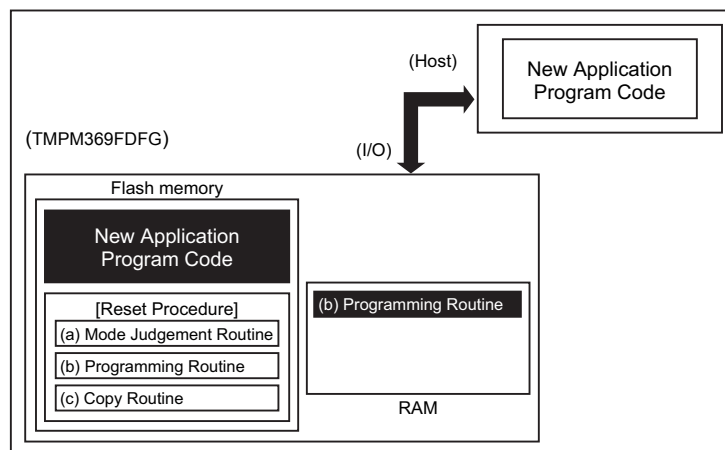 (Host)
New Application
Program Code
(TMPM369FDFG)
(I/O)
Flash memory
New Application
Program Code
[Reset Procedure]
(a) Mode Judgement Routine
(b) Programming Routine
(c) Copy Routine
(b) Programming Routine
RAM